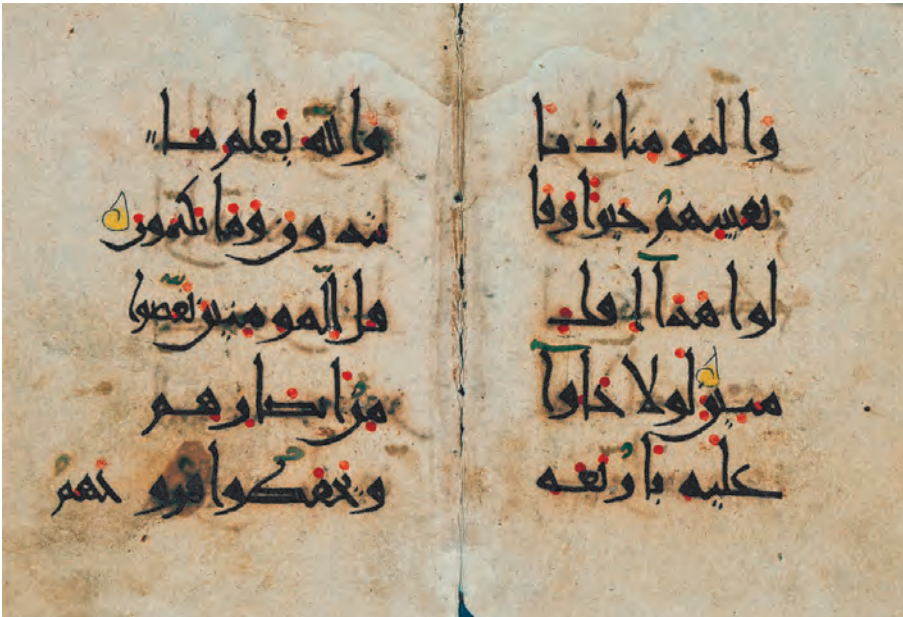 والمومنات با
نفسهم خيرا وقا
لوا هذا افك
مبين لولا جاوا
عليه باربعه
والله يعلم ما
تبدون وما تكتمون
قل للمومنين يغضوا
من ابصارهم
ويحفظوا فروجهم